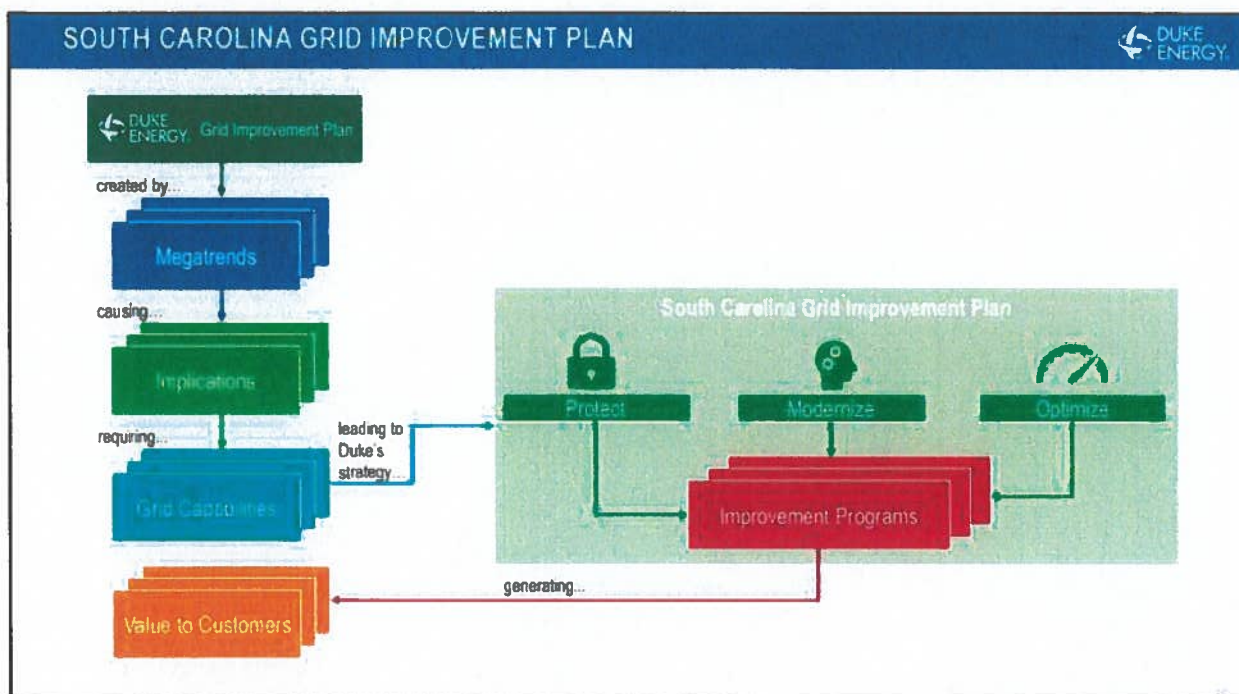 SOUTH CAROLINA GRID IMPROVEMENT PLAN
DUKE
ENERGY.
DUKE
ENERGY. Grid Improvement Plan
created by...
Megatrends
causing...
Implications
requiring...
Grid Capabilities
leading to
Duke's
strategy...
South Carolina Grid Improvement Plan
Protect
Modernize
Optimize
Improvement Programs
generating...
Value to Customers